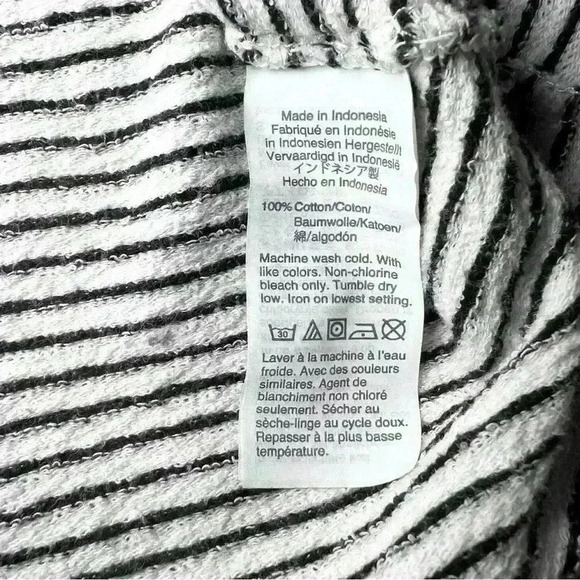 Made in Indonesia
Fabriqué en Indonésie
in Indonesien Hergestellt
Vervaardigd in Indonesië
インドネシア製
Hecho en Indonesia
100% Cotton/Coton/
Baumwolle/Katoen/
綿/algodón
Machine wash cold. With
like colors. Non-chlorine
bleach only. Tumble dry
low. Iron on lowest setting.
30
Laver à la machine à l'eau
froide. Avec des couleurs
similaires. Agent de
blanchiment non chloré
seulement. Sécher au
sèche-linge au cycle doux.
Repasser à la plus basse
température.